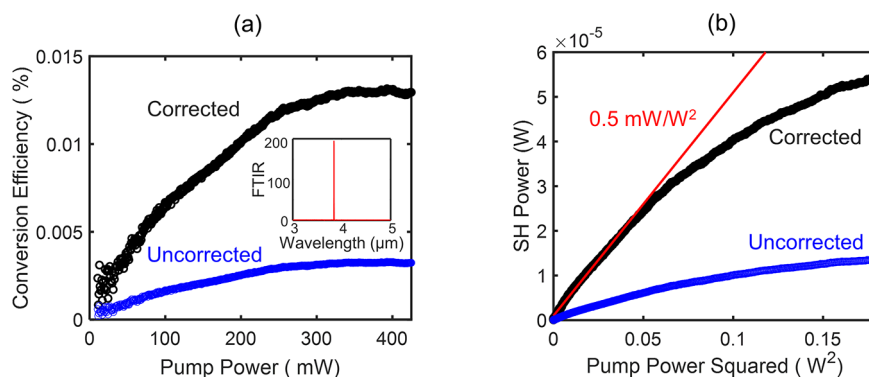 (a)
Conversion Efficiency ( %)
0.015
0.01
0.005
0
Corrected
Uncorrected
FTIR
200
100
0
3 4 5
Wavelength (μm)
0 100 200 300 400
Pump Power ( mW)
(b)
×10⁻⁵
SH Power (W)
6
5
4
3
2
1
0
0.5 mW/W²
Corrected
Uncorrected
0 0.05 0.1 0.15
Pump Power Squared ( W²)